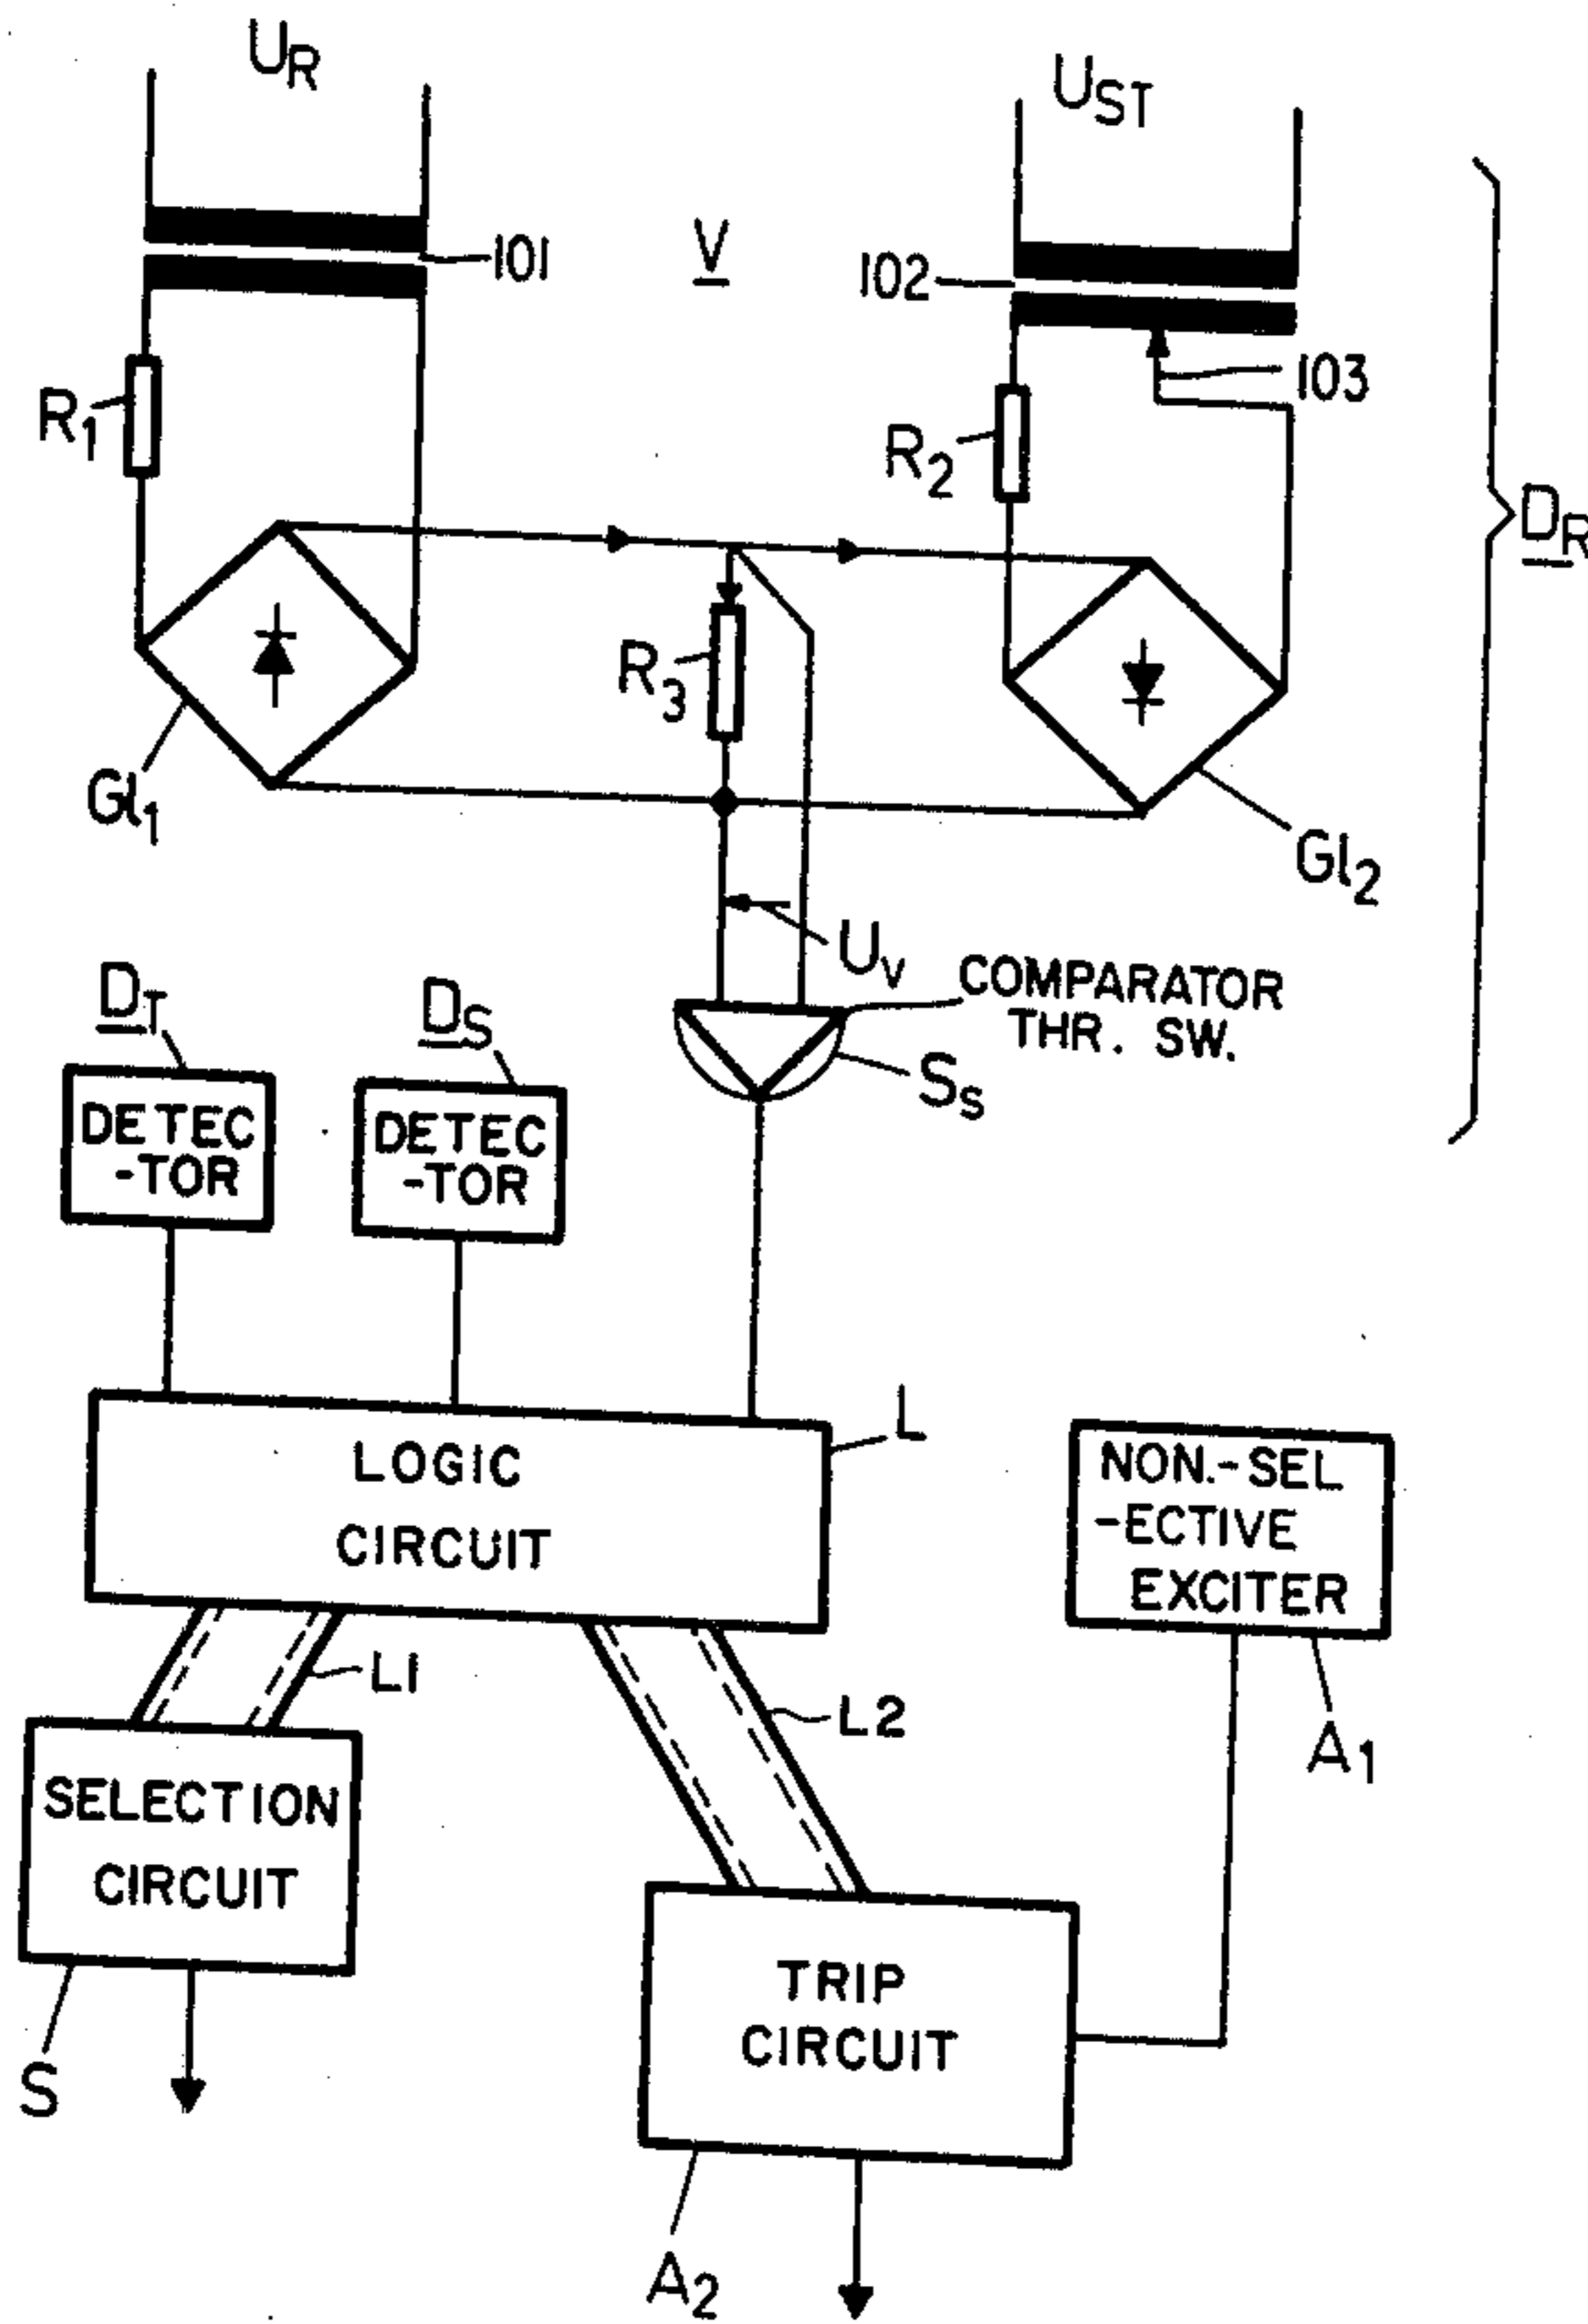 UR
UST
101
V
102
103
R1
R2
DR
R3
Gl1
Gl2
Uv
COMPARATOR
THR. SW.
DT
DS
SS
DETEC
-TOR
DETEC
-TOR
L
LOGIC
CIRCUIT
NON.-SEL
-ECTIVE
EXCITER
L1
L2
A1
SELECTION
CIRCUIT
TRIP
CIRCUIT
S
A2